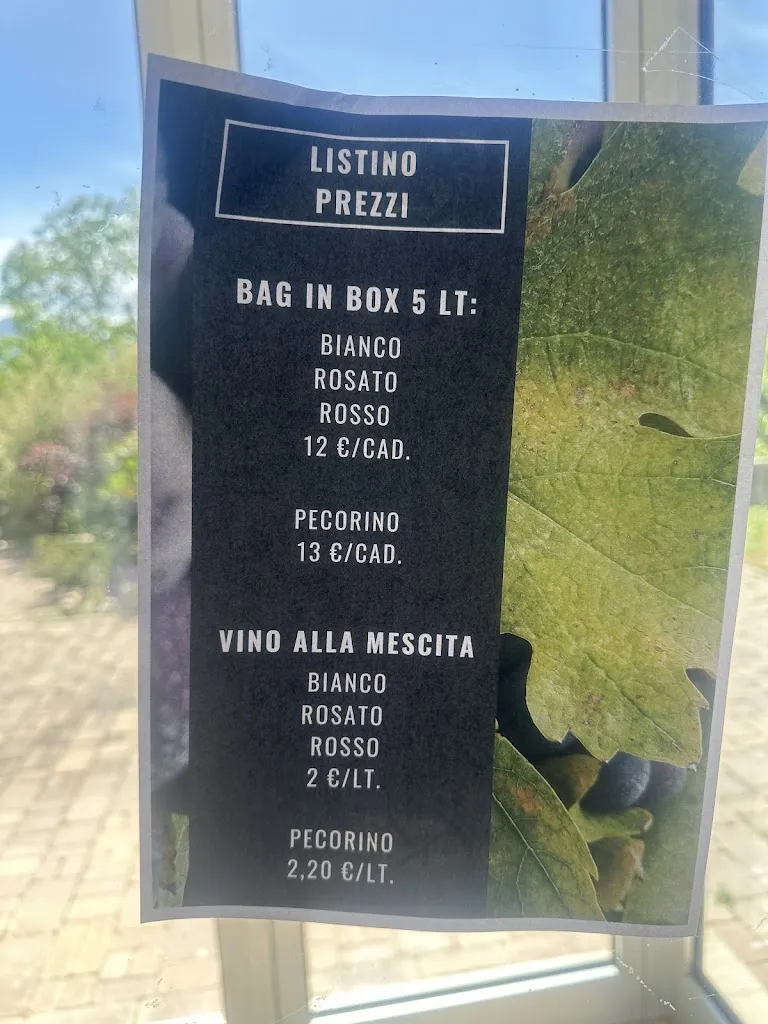 LISTINO
PREZZI
BAG IN BOX 5 LT:
BIANCO
ROSATO
ROSSO
12 €/CAD.
PECORINO
13 €/CAD.
VINO ALLA MESCITA
BIANCO
ROSATO
ROSSO
2 €/LT.
PECORINO
2,20 €/LT.